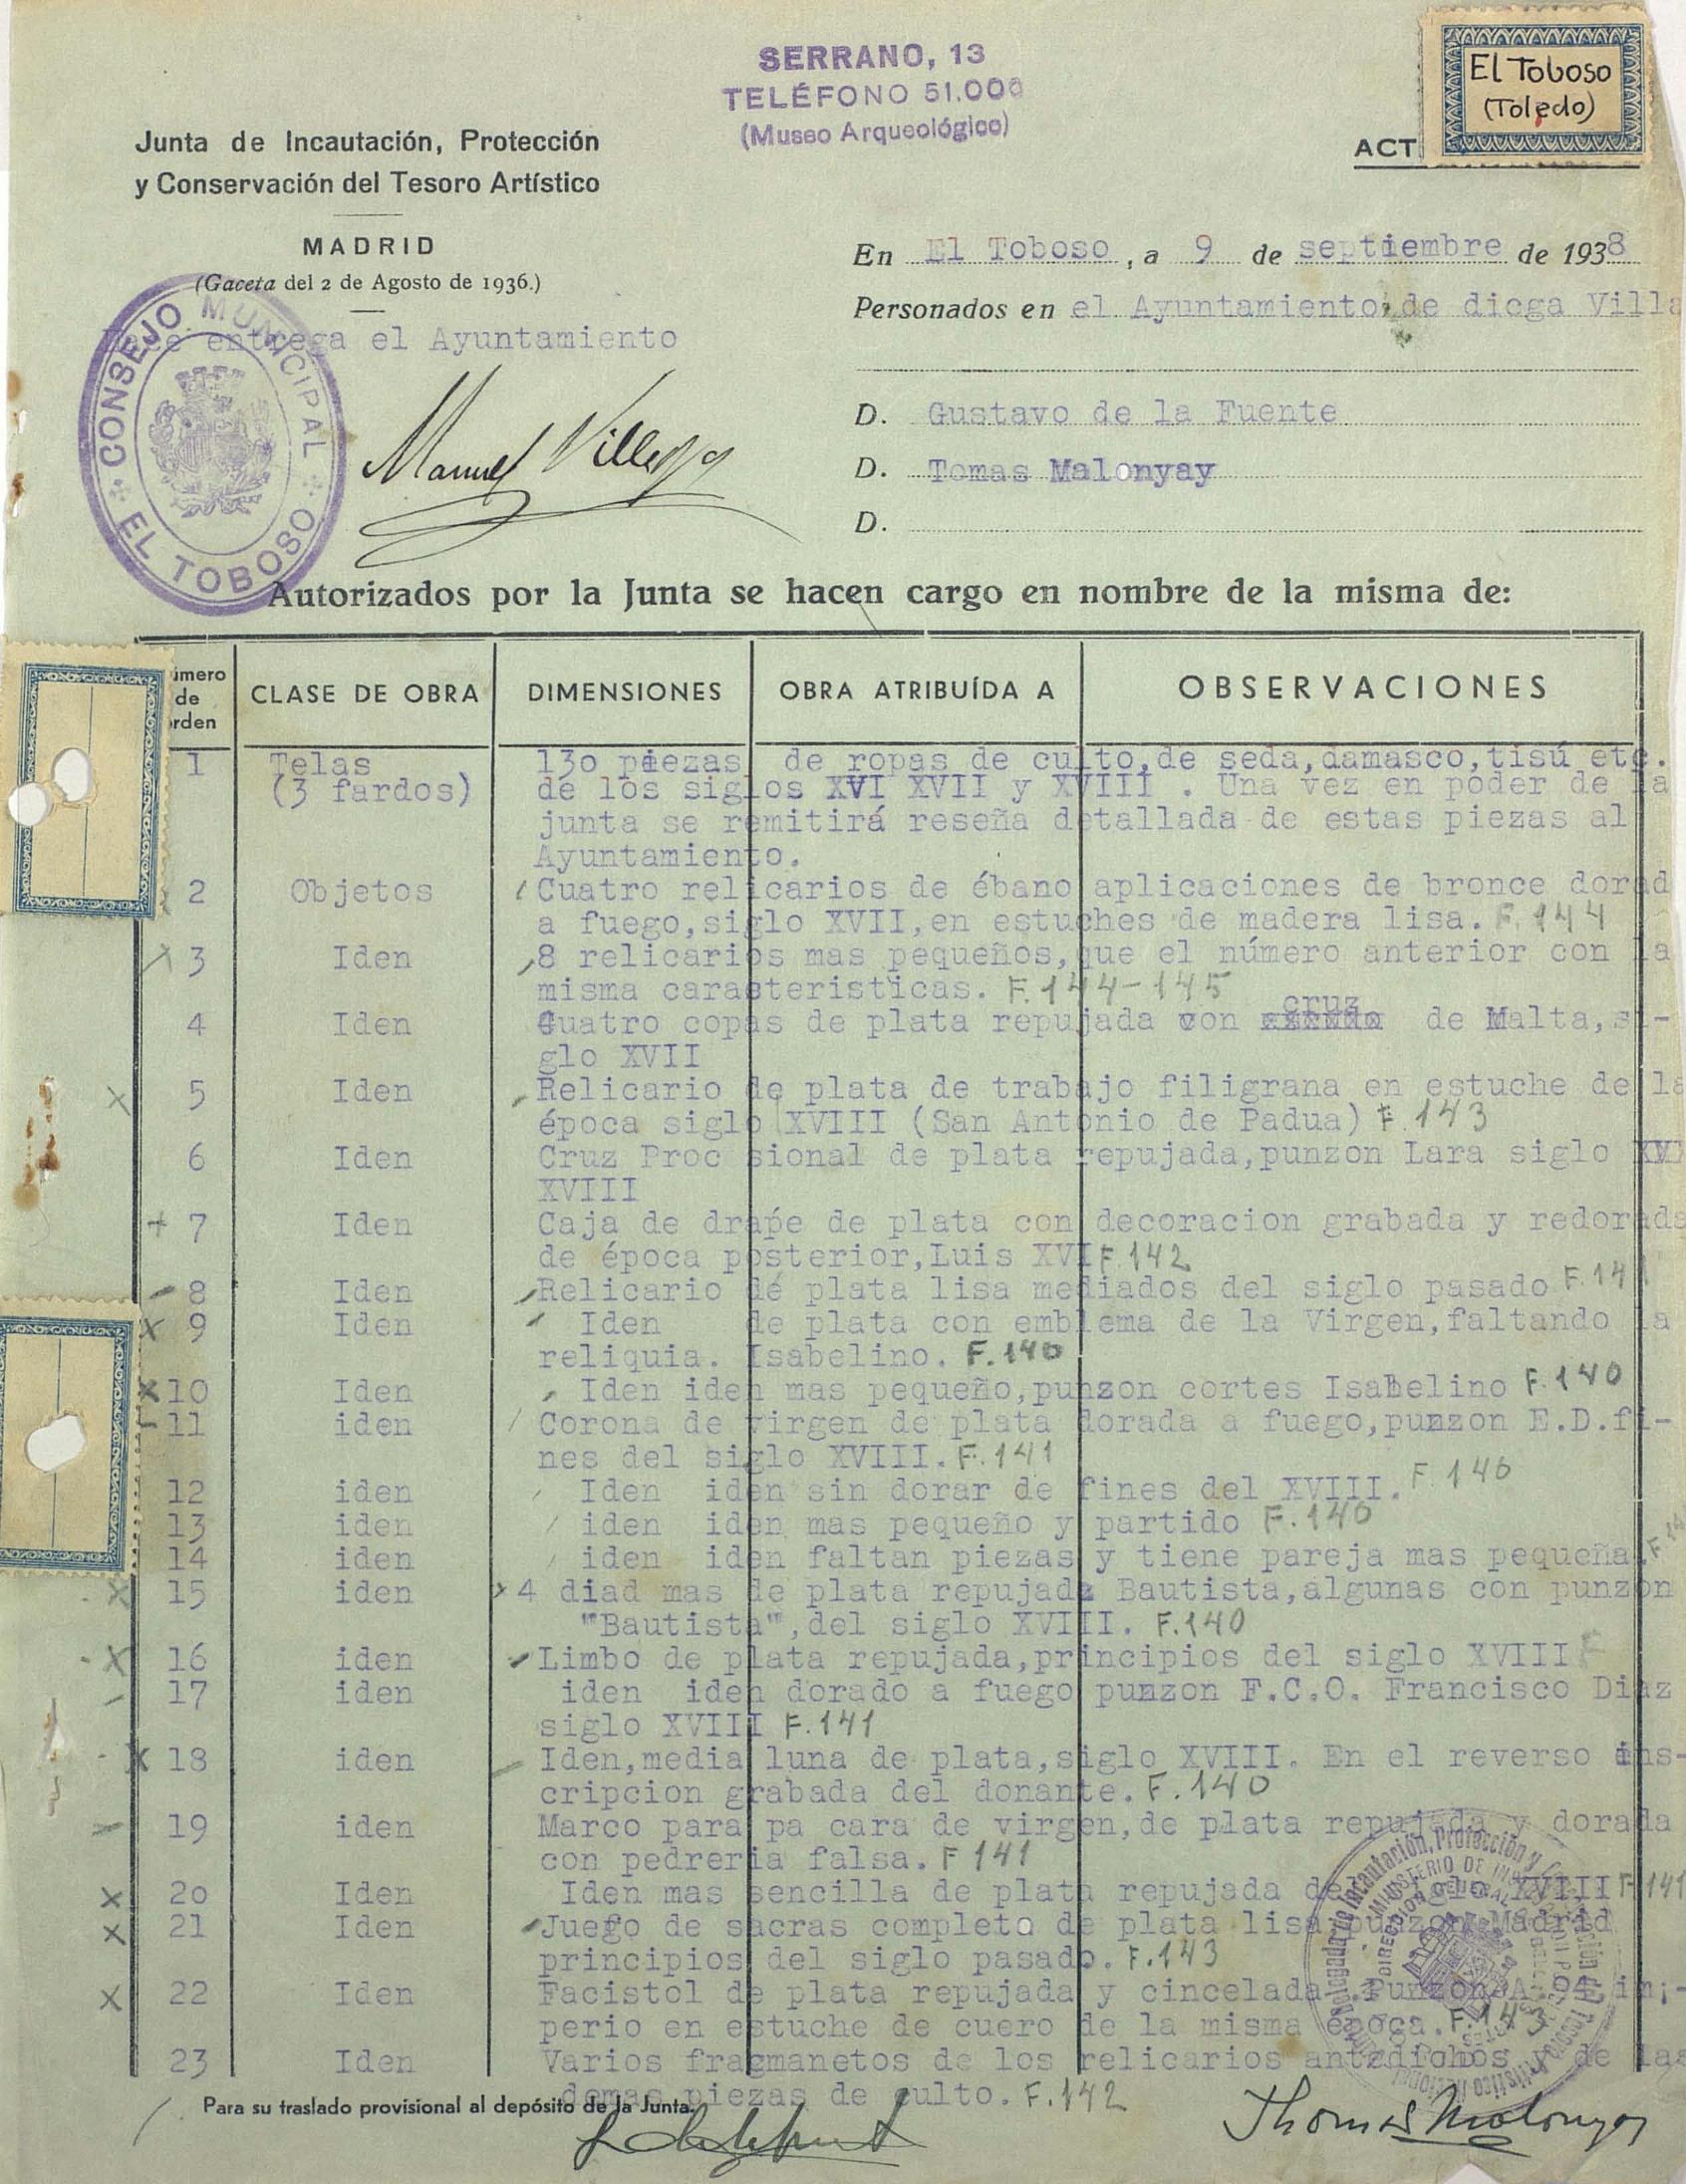 SERRANO, 13
TELÉFONO 51.000
(Museo Arqueológico)
El Toboso
(Toledo)
ACT
Junta de Incautación, Protección
y Conservación del Tesoro Artístico
MADRID
(Gaceta del 2 de Agosto de 1936.)
Hace entrega el Ayuntamiento
CONSEJO MUNICIPAL
EL TOBOSO
Manuel
En El Toboso, a 9 de septiembre de 1938
Personados en el Ayuntamiento, de dicga Villa
D. Gustavo de la Fuente
D. Tomas Malonyay
D.
Autorizados por la Junta se hacen cargo en nombre de la misma de:
úmero de orden CLASE DE OBRA DIMENSIONES OBRA ATRIBUÍDA A OBSERVACIONES
1 Telas 13o piezas de ropas de culto,de seda,damasco,tisú etc.
(3 fardos) de los siglos XVI XVII y XVIII . Una vez en poder de la
junta se remitirá reseña detallada de estas piezas al
Ayuntamiento.
2 Objetos Cuatro relicarios de ébano aplicaciones de bronce dorad
a fuego,siglo XVII,en estuches de madera lisa. F. 144
3 Iden 8 relicarios mas pequeños,que el número anterior con la
misma caracteristicas. F. 144-145
4 Iden Cuatro copas de plata repujada con cruz de Malta,si-
glo XVII
5 Iden Relicario de plata de trabajo filigrana en estuche de la
época siglo XVIII (San Antonio de Padua) F. 143
6 Iden Cruz Proc sional de plata repujada,punzon Lara siglo
XVIII
7 Iden Caja de drape de plata con decoracion grabada y redorada
de época posterior,Luis XVI F. 142
8 Iden Relicario de plata lisa mediados del siglo pasado F. 141
9 Iden Iden de plata con emblema de la Virgen,faltando la
reliquia. Isabelino. F. 140
10 Iden Iden iden mas pequeño,punzon cortes Isabelino F. 140
11 iden Corona de virgen de plata dorada a fuego,punzon E.D.fi-
nes del siglo XVIII. F. 141
12 iden Iden iden sin dorar de fines del XVIII. F 140
13 iden iden iden mas pequeño y partido F. 140
14 iden iden iden faltan piezas y tiene pareja mas pequeña.
15 iden 4 diad mas de plata repujada Bautista,algunas con punzon
"'Bautista"',del siglo XVIII. F. 140
16 iden Limbo de plata repujada,principios del siglo XVIII F
17 iden iden iden dorado a fuego punzon F.C.O. Francisco Diaz
siglo XVIII F. 141
18 iden Iden,media luna de plata,siglo XVIII. En el reverso ins-
cripcion grabada del donante. F. 140
19 iden Marco para pa cara de virgen,de plata repujada y dorada
con pedreria falsa. F 141
2o Iden Iden mas sencilla de plata repujada del siglo XVIII F 141
21 Iden Juego de sacras completo de plata lisa punzon Madrid
principios del siglo pasado. F. 143
22 Iden Facistol de plata repujada y cincelada .Punzon A. 94 im¡-
perio en estuche de cuero de la misma época. F. 143
23 Iden Varios fragmanetos de los relicarios antedichos y de las
demas piezas de culto. F. 142
Para su traslado provisional al depósito de la Junta.
Thomas Malonyay